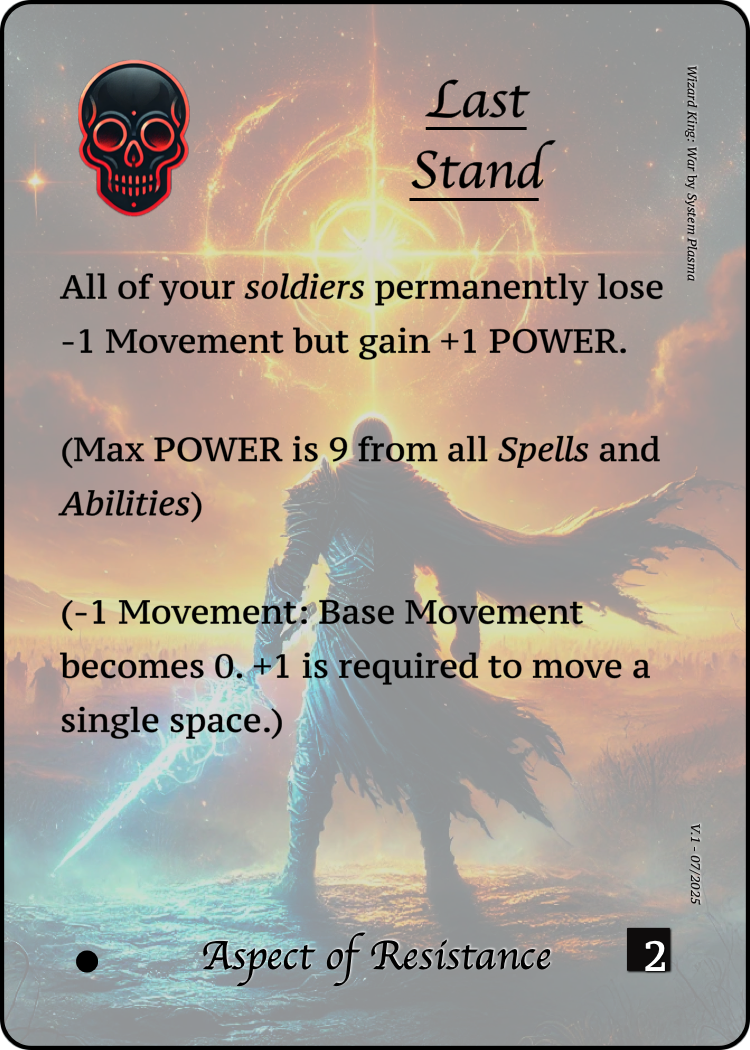 Last
Stand
Wizard King: War by System Plasma
All of your soldiers permanently lose
-1 Movement but gain +1 POWER.
(Max POWER is 9 from all Spells and
Abilities)
(-1 Movement: Base Movement
becomes 0. +1 is required to move a
single space.)
V.1 - 07/2025
Aspect of Resistance
2